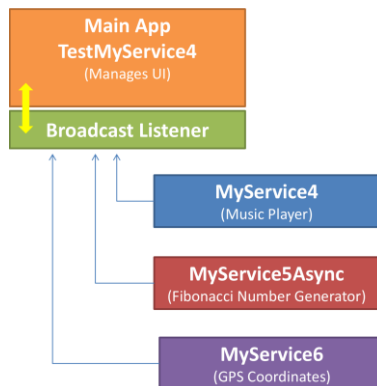 Main App
TestMyService4
(Manages UI)
Broadcast Listener
MyService4
(Music Player)
MyService5Async
(Fibonacci Number Generator)
MyService6
(GPS Coordinates)